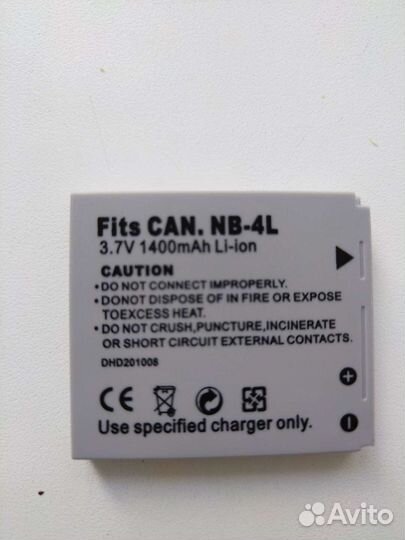 Fits CAN. NB-4L
3.7V 1400mAh Li-ion
CAUTION
•DO NOT CONNECT IMPROPERLY.
•DONOT DISPOSE OF IN FIRE OR EXPOSE
TOEXCESS HEAT.
•DO NOT CRUSH,PUNCTURE,INCINERATE
OR SHORT CIRCUIT EXTERNALLY.
DHD201008
CE
Use specified charger only.
Avito